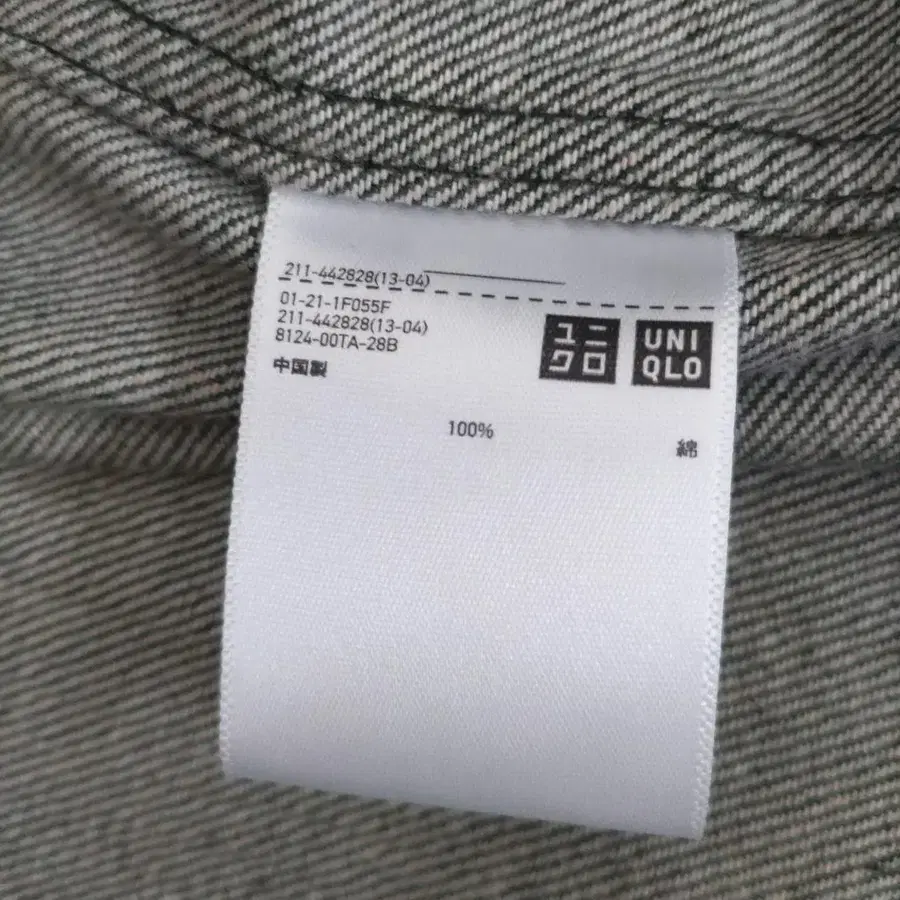 211-442828(13-04)
01-21-1F055F
211-442828(13-04)
8124-00TA-28B
中国製
ユニ
クロ
UNI
QLO
100%
綿